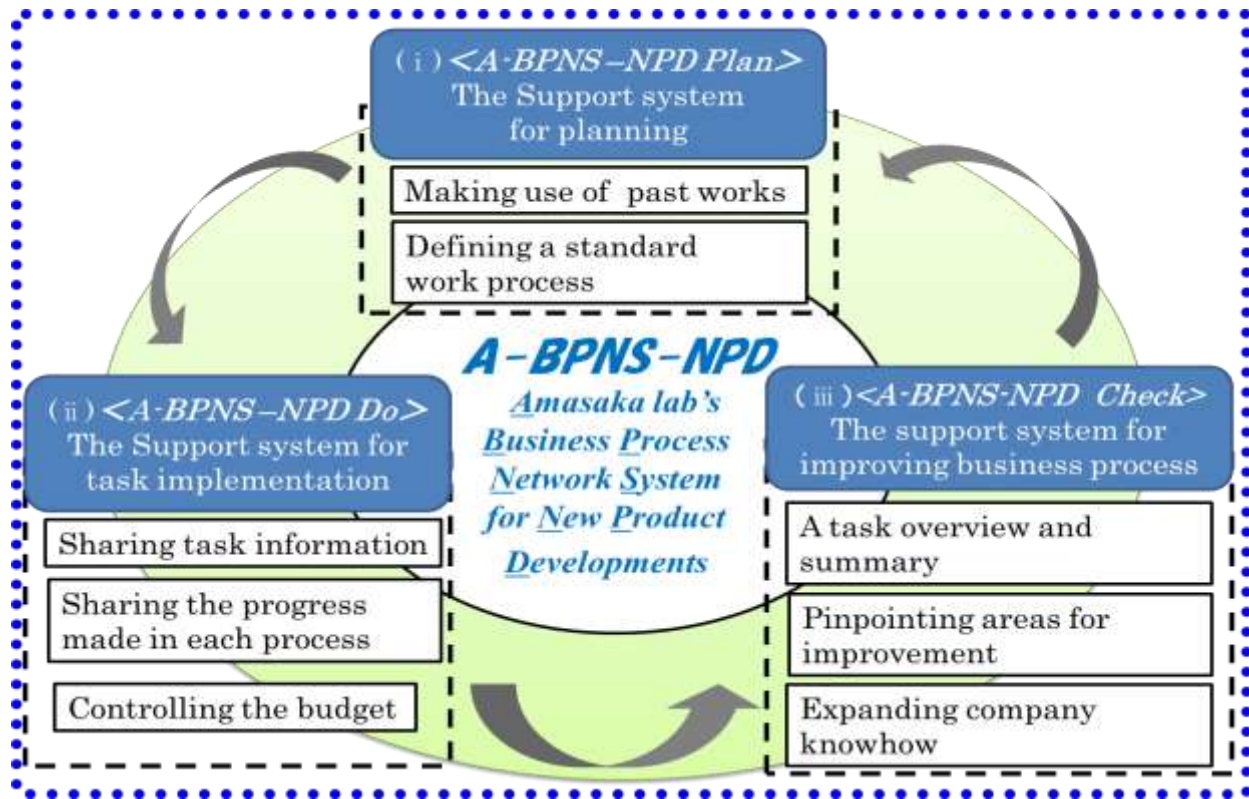 (ⅰ)<A-BPNS–NPD Plan>
The Support system
for planning
Making use of past works
Defining a standard
work process
A-BPNS-NPD
Amasaka lab's
Business Process
Network System
for New Product
Developments
(ⅱ)<A-BPNS–NPD Do>
The Support system for
task implementation
Sharing task information
Sharing the progress
made in each process
Controlling the budget
(ⅲ)<A-BPNS-NPD Check>
The support system for
improving business process
A task overview and
summary
Pinpointing areas for
improvement
Expanding company
knowhow